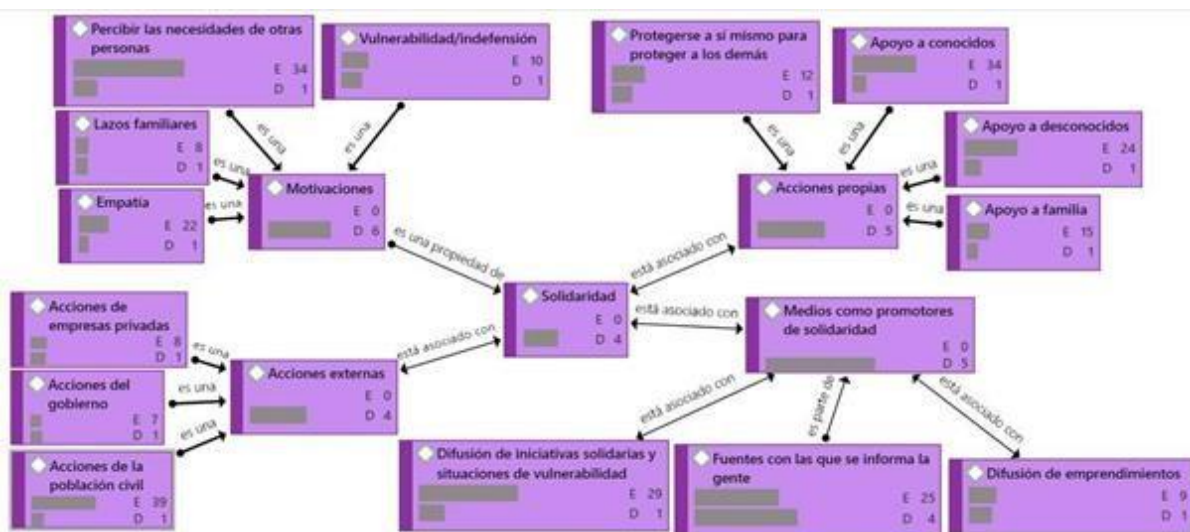 Percibir las necesidades de otras
personas
E 34
D 1
Vulnerabilidad/indefensión
E 10
D 1
Protegerse a sí mismo para
proteger a los demás
E 12
D 1
Apoyo a conocidos
E 34
D 1
Lazos familiares
E 8
D 1
Empatía
E 22
D 1
es una
es una
es una
es una
Motivaciones
E 0
D 6
es una
es una
es una
es una
Acciones propias
E 0
D 5
Apoyo a desconocidos
E 24
D 1
Apoyo a familia
E 15
D 1
es una propiedad de
está asociado con
Solidaridad
E 0
D 4
está asociado con
está asociado con
Medios como promotores
de solidaridad
E 0
D 5
Acciones de
empresas privadas
E 8
D 1
Acciones del
gobierno
E 7
D 1
Acciones de la
población civil
E 39
D 1
es una
es una
es una
Acciones externas
E 0
D 4
está asociado con
es parte de
está asociado con
Difusión de iniciativas solidarias y
situaciones de vulnerabilidad
E 29
D 1
Fuentes con las que se informa la
gente
E 25
D 4
Difusión de emprendimientos
E 9
D 1